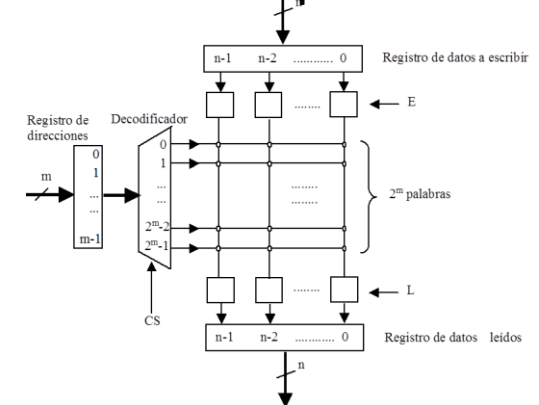 n
n-1 n-2 ............ 0 Registro de datos a escribir
E
Registro de direcciones
Decodificador
m
0
1
...
...
m-1
0
1
...
...
2^m-2
2^m-1
........
........
........
........
2^m palabras
CS
L
n-1 n-2 ............ 0 Registro de datos leídos
n